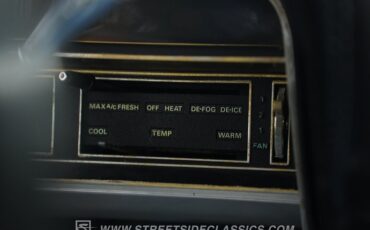 MAX A/C FRESH OFF HEAT DE-FOG DE-ICE
COOL TEMP WARM
FAN
WWW.STREETSIDECLASSICS.COM